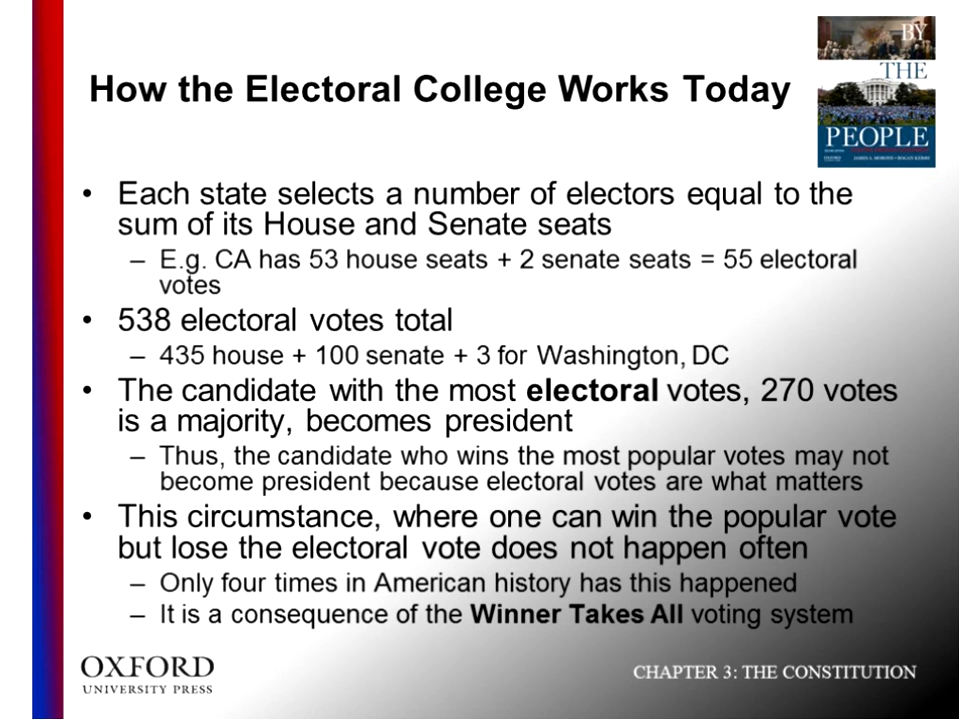 BY
THE
PEOPLE
How the Electoral College Works Today
• Each state selects a number of electors equal to the
sum of its House and Senate seats
– E.g. CA has 53 house seats + 2 senate seats = 55 electoral
votes
• 538 electoral votes total
– 435 house + 100 senate + 3 for Washington, DC
• The candidate with the most electoral votes, 270 votes
is a majority, becomes president
– Thus, the candidate who wins the most popular votes may not
become president because electoral votes are what matters
• This circumstance, where one can win the popular vote
but lose the electoral vote does not happen often
– Only four times in American history has this happened
– It is a consequence of the Winner Takes All voting system
OXFORD
UNIVERSITY PRESS
CHAPTER 3: THE CONSTITUTION